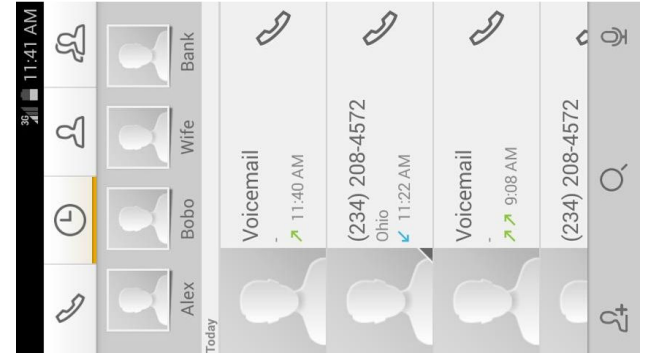 3G 11:41 AM
Alex Bobo Wife Bank
Today
Voicemail
-
11:40 AM
(234) 208-4572
Ohio
11:22 AM
Voicemail
-
9:08 AM
(234) 208-4572